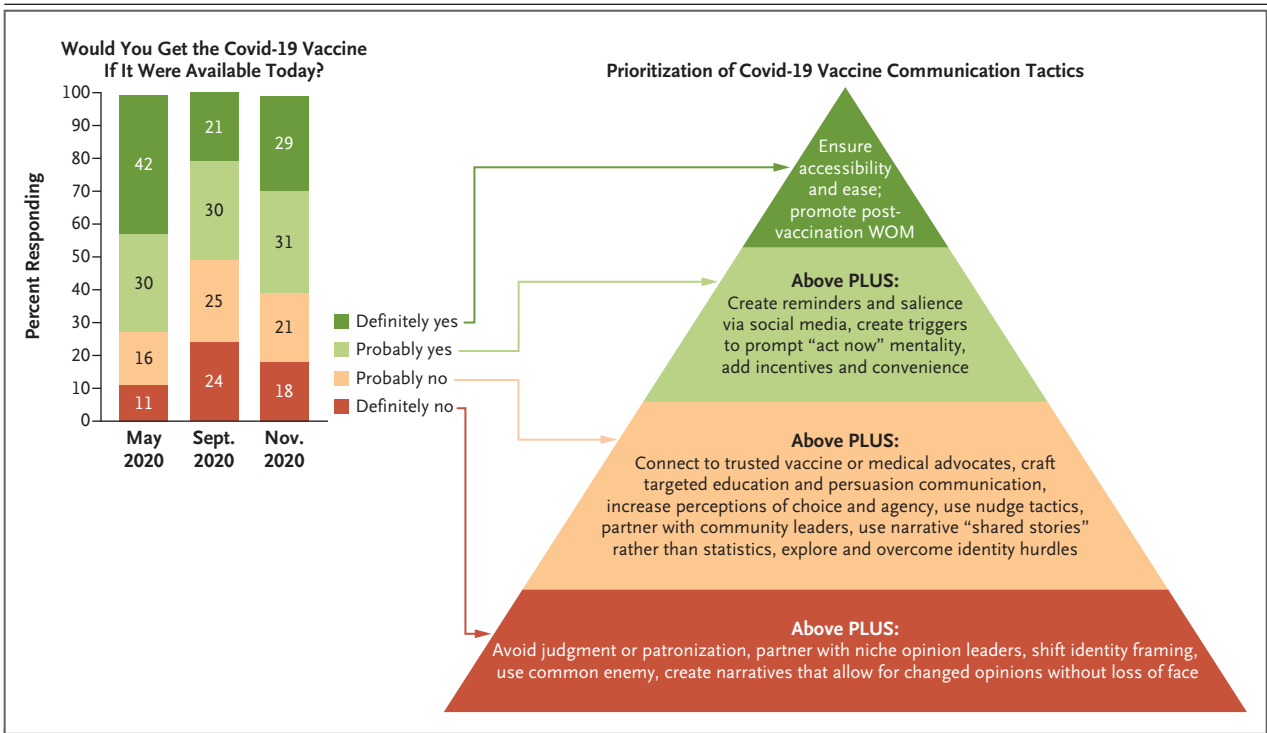 Would You Get the Covid-19 Vaccine
If It Were Available Today?
Percent Responding
100
90
80
70
60
50
40
30
20
10
0
42
30
16
11
21
30
25
24
29
31
21
18
May
2020
Sept.
2020
Nov.
2020
Definitely yes
Probably yes
Probably no
Definitely no
Prioritization of Covid-19 Vaccine Communication Tactics
Ensure
accessibility
and ease;
promote post-
vaccination WOM
Above PLUS:
Create reminders and salience
via social media, create triggers
to prompt “act now” mentality,
add incentives and convenience
Above PLUS:
Connect to trusted vaccine or medical advocates, craft
targeted education and persuasion communication,
increase perceptions of choice and agency, use nudge tactics,
partner with community leaders, use narrative “shared stories”
rather than statistics, explore and overcome identity hurdles
Above PLUS:
Avoid judgment or patronization, partner with niche opinion leaders, shift identity framing,
use common enemy, create narratives that allow for changed opinions without loss of face